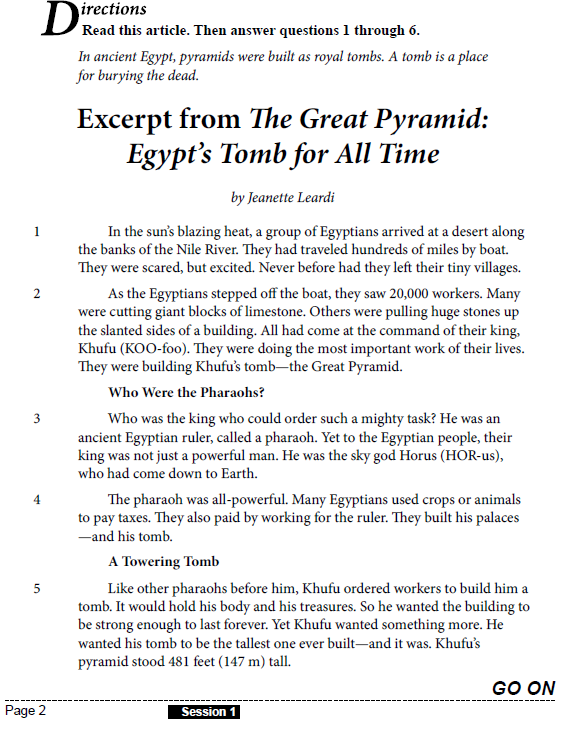 Directions
Read this article. Then answer questions 1 through 6.
In ancient Egypt, pyramids were built as royal tombs. A tomb is a place
for burying the dead.
Excerpt from The Great Pyramid:
Egypt's Tomb for All Time
by Jeanette Leardi
1 In the sun's blazing heat, a group of Egyptians arrived at a desert along
the banks of the Nile River. They had traveled hundreds of miles by boat.
They were scared, but excited. Never before had they left their tiny villages.
2 As the Egyptians stepped off the boat, they saw 20,000 workers. Many
were cutting giant blocks of limestone. Others were pulling huge stones up
the slanted sides of a building. All had come at the command of their king,
Khufu (KOO-foo). They were doing the most important work of their lives.
They were building Khufu's tomb—the Great Pyramid.
Who Were the Pharaohs?
3 Who was the king who could order such a mighty task? He was an
ancient Egyptian ruler, called a pharaoh. Yet to the Egyptian people, their
king was not just a powerful man. He was the sky god Horus (HOR-us),
who had come down to Earth.
4 The pharaoh was all-powerful. Many Egyptians used crops or animals
to pay taxes. They also paid by working for the ruler. They built his palaces
—and his tomb.
A Towering Tomb
5 Like other pharaohs before him, Khufu ordered workers to build him a
tomb. It would hold his body and his treasures. So he wanted the building to
be strong enough to last forever. Yet Khufu wanted something more. He
wanted his tomb to be the tallest one ever built—and it was. Khufu's
pyramid stood 481 feet (147 m) tall.
GO ON
Page 2 Session 1